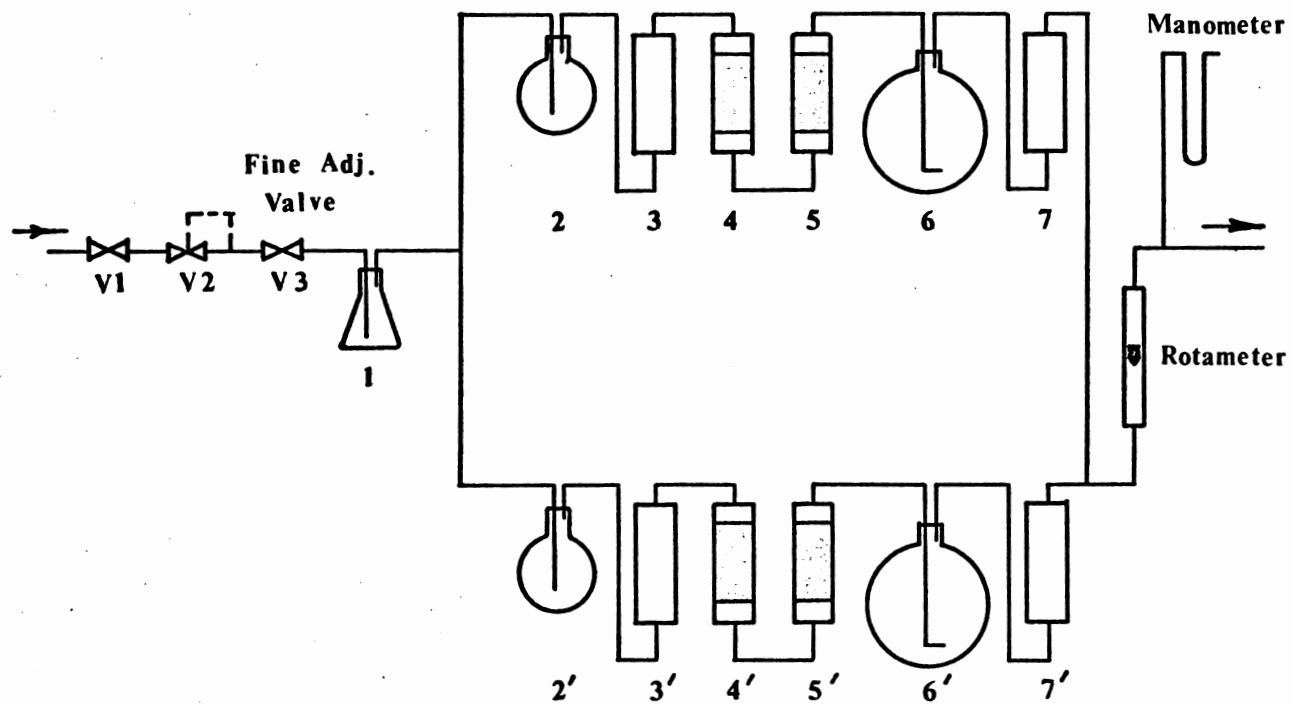 Manometer
Fine Adj.
Valve
2 3 4 5 6 7
V1 V2 V3
1
Rotameter
2′ 3′ 4′ 5′ 6′ 7′